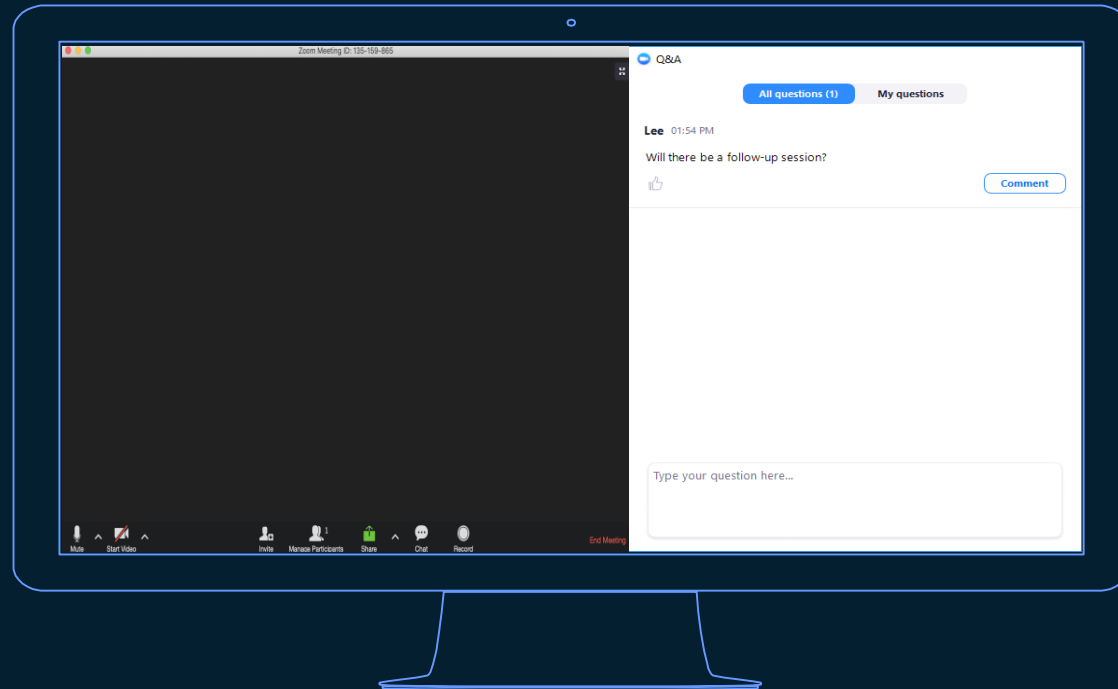 Zoom Meeting ID: 135-159-865
Q&A
All questions (1) My questions
Lee 01:54 PM
Will there be a follow-up session?
Comment
Type your question here...
Mute Start Video Invite Manage Participants 1 Share Chat Record End Meeting